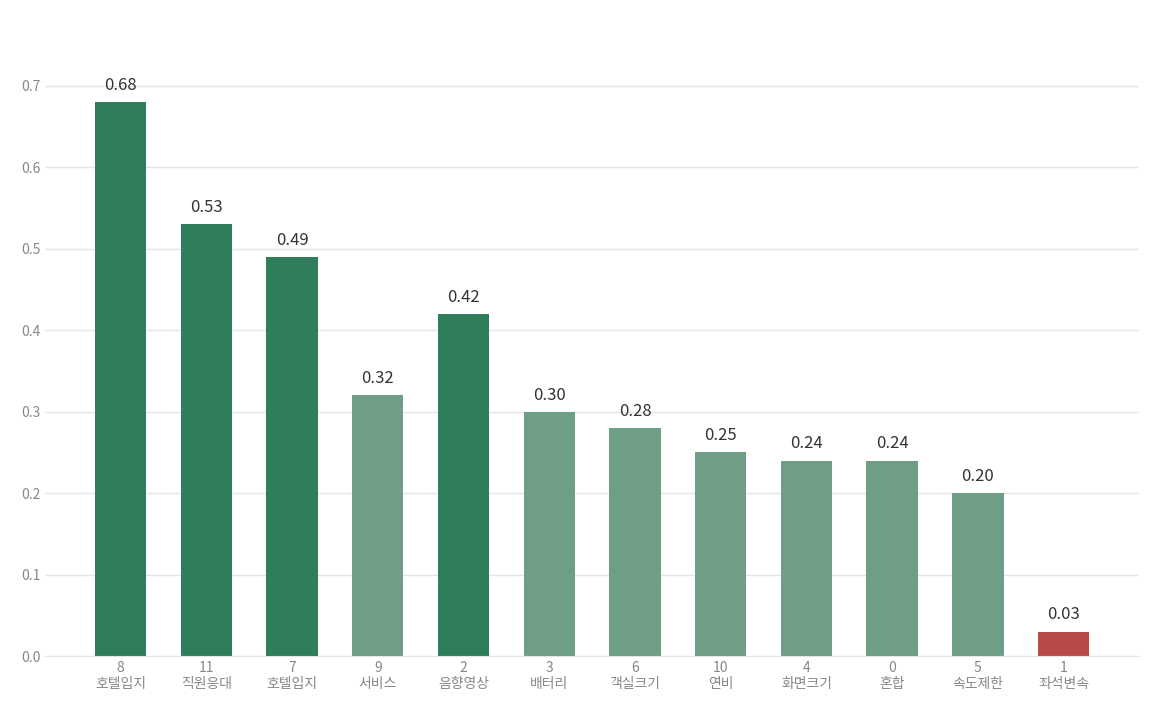 0.7
0.6
0.5
0.4
0.3
0.2
0.1
0.0
0.68
0.53
0.49
0.32
0.42
0.30
0.28
0.25
0.24
0.24
0.20
0.03
8
호텔입지
11
직원응대
7
호텔입지
9
서비스
2
음향영상
3
배터리
6
객실크기
10
연비
4
화면크기
0
혼합
5
속도제한
1
좌석변속